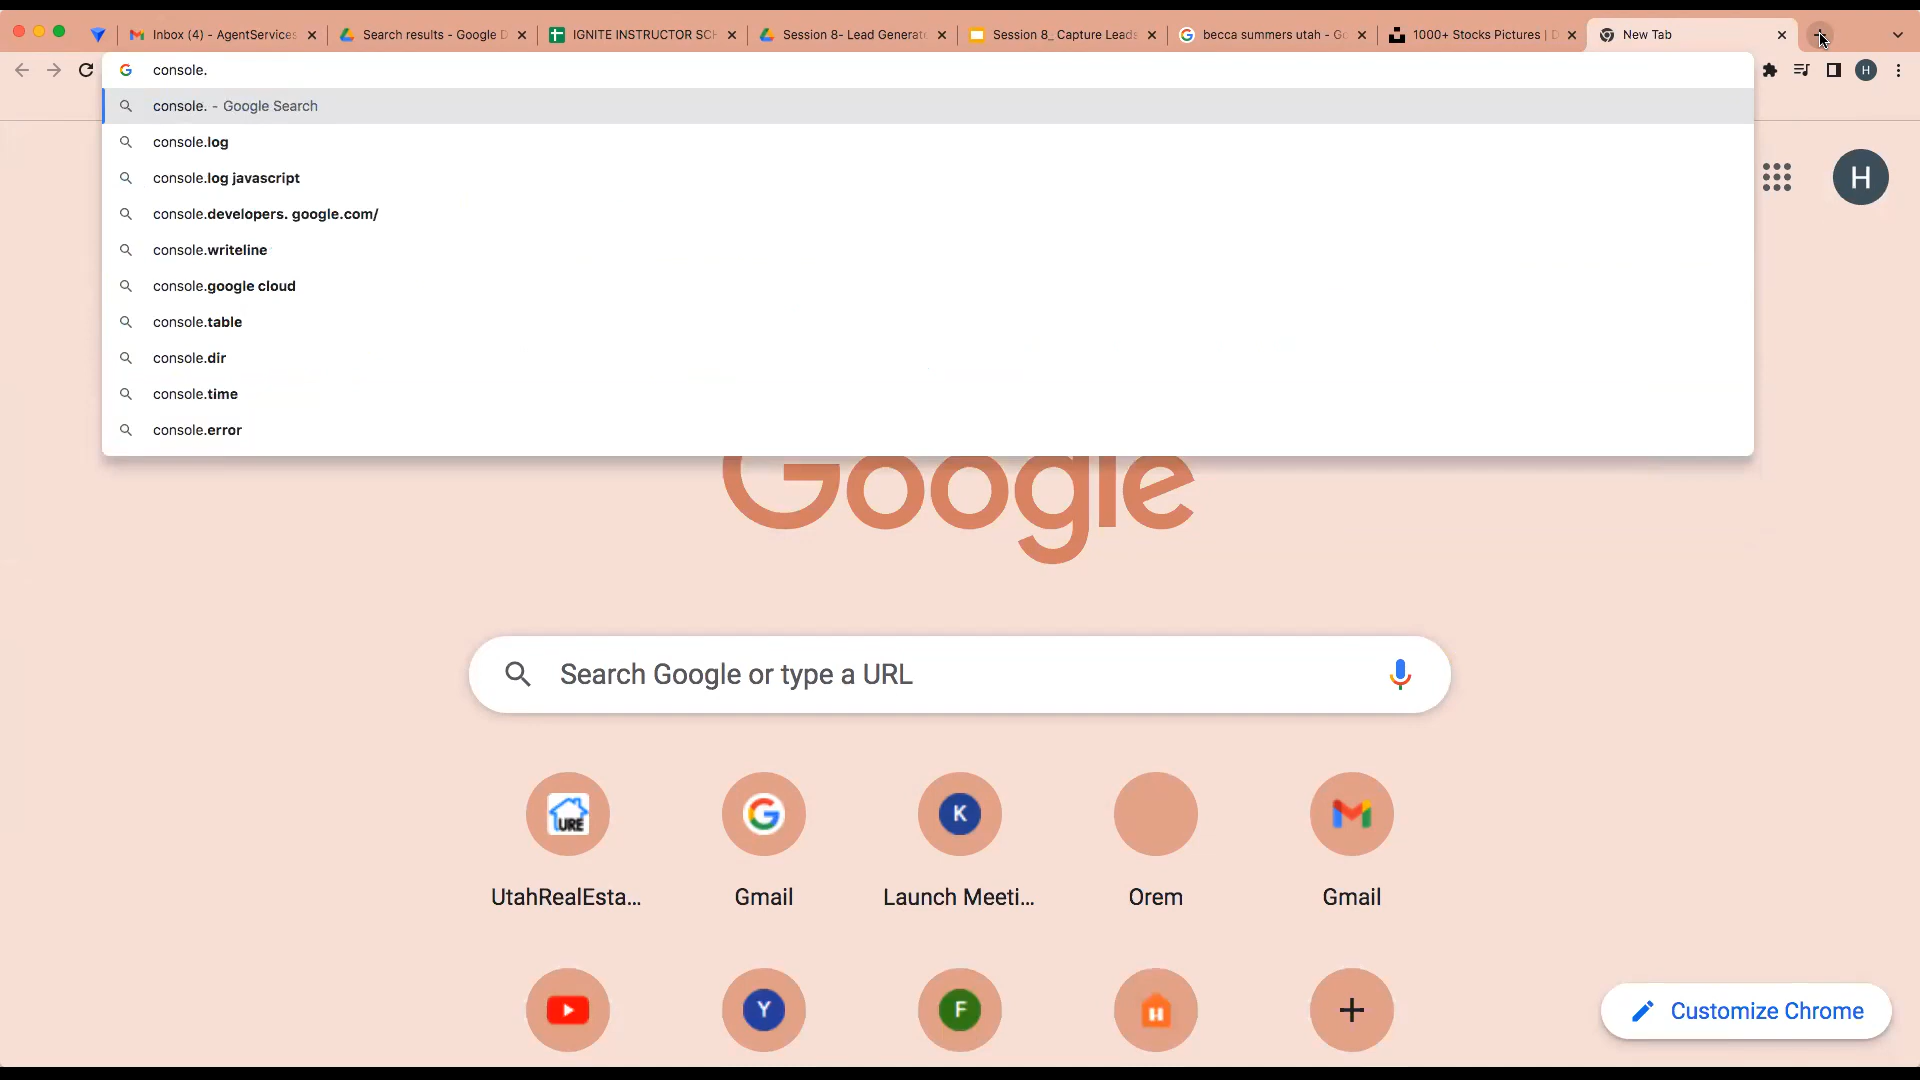 Inbox (4) - AgentServices
Search results - Google D
IGNITE INSTRUCTOR SCH
Session 8- Lead Generate
Session 8_ Capture Leads
becca summers utah - Go
1000+ Stocks Pictures | D
New Tab
console.
H
console. - Google Search
console.log
console.log javascript
console.developers. google.com/
console.writeline
console.google cloud
console.table
console.dir
console.time
console.error
H
Google
Search Google or type a URL
URE
K
UtahRealEsta...
Gmail
Launch Meeti...
Orem
Gmail
Y
F
H
Customize Chrome